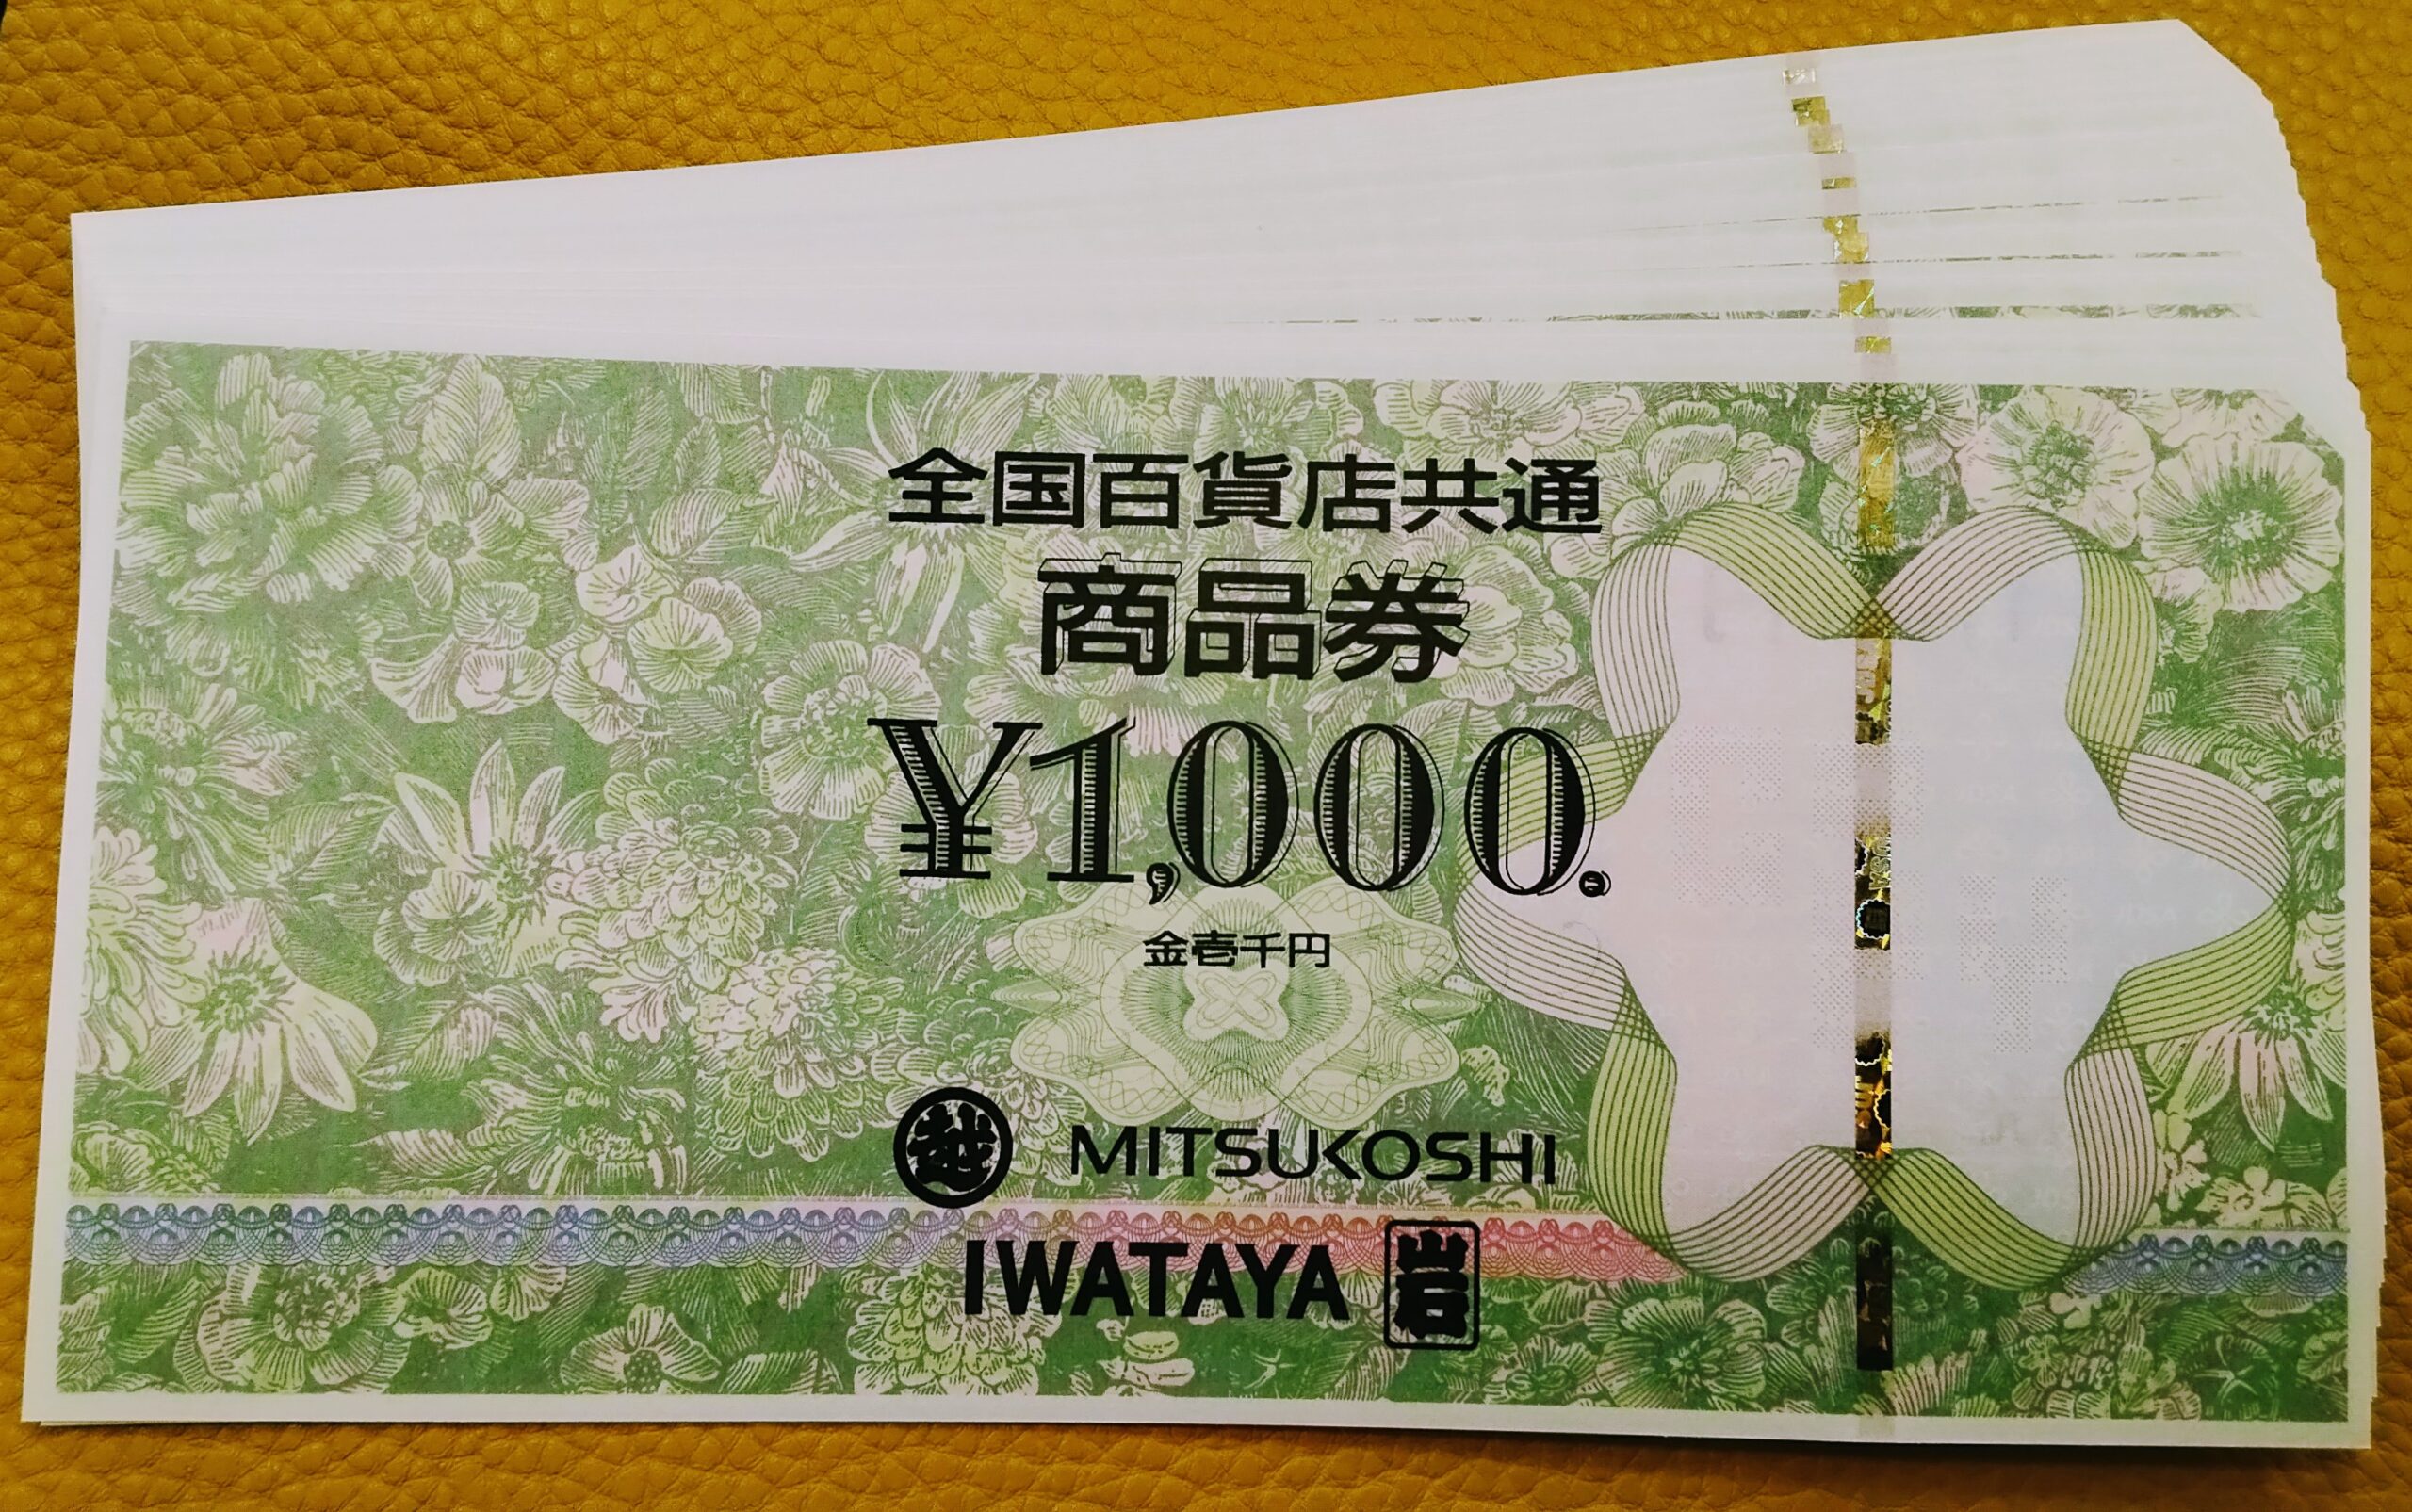 全国百貨店共通
商品券
¥1,000.
金壱千円
越 MITSUKOSHI
IWATAYA 岩